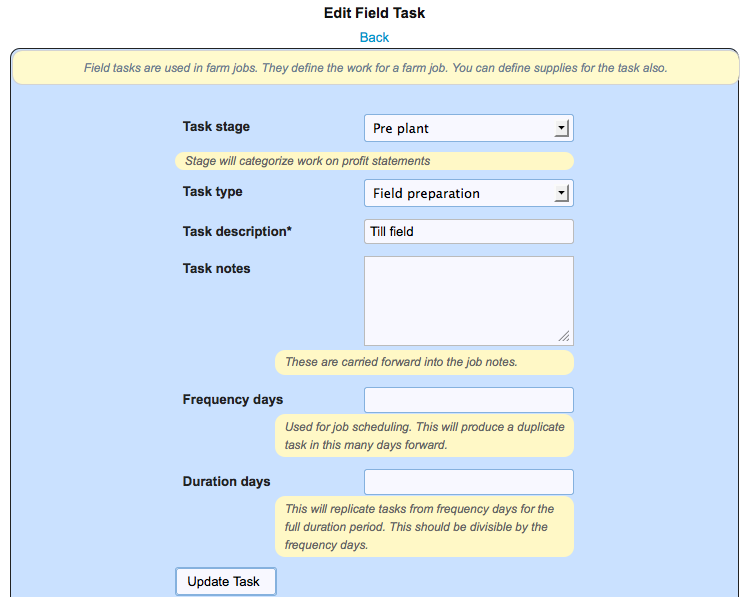 Edit Field Task
Back
Field tasks are used in farm jobs. They define the work for a farm job. You can define supplies for the task also.
Task stage
Pre plant
Stage will categorize work on profit statements
Task type
Field preparation
Task description*
Till field
Task notes
These are carried forward into the job notes.
Frequency days
Used for job scheduling. This will produce a duplicate
task in this many days forward.
Duration days
This will replicate tasks from frequency days for the
full duration period. This should be divisible by the
frequency days.
Update Task